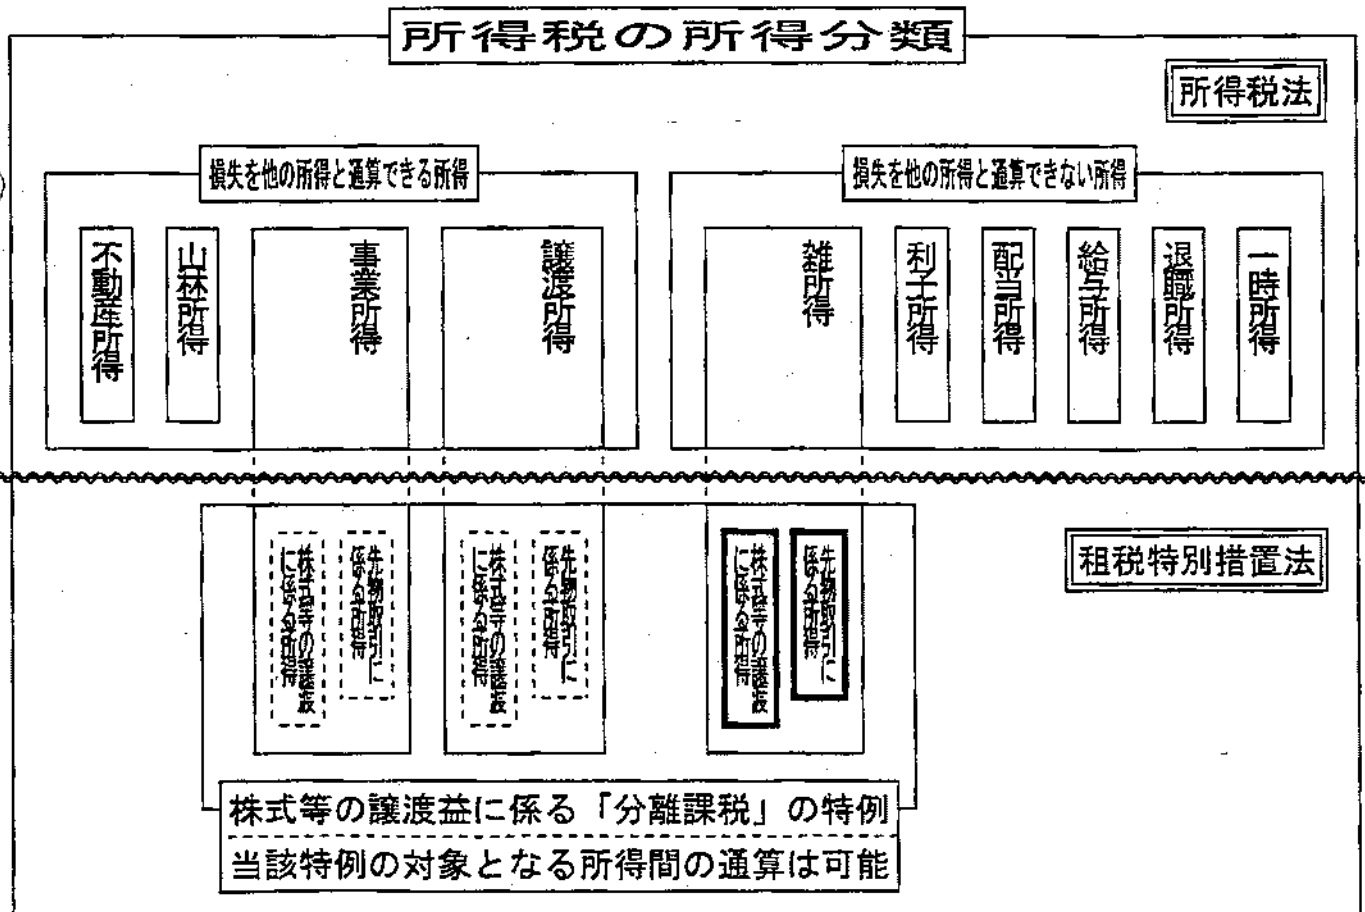 所得税の所得分類
所得税法
損失を他の所得と通算できる所得
損失を他の所得と通算できない所得
不動産所得
山林所得
事業所得
譲渡所得
雑所得
利子所得
配当所得
給与所得
退職所得
一時所得
租税特別措置法
株式等の譲渡
に係る所得
先物取引に
係る所得
株式等の譲渡
に係る所得
先物取引に
係る所得
株式等の譲渡
に係る所得
先物取引に
係る所得
株式等の譲渡益に係る「分離課税」の特例
当該特例の対象となる所得間の通算は可能